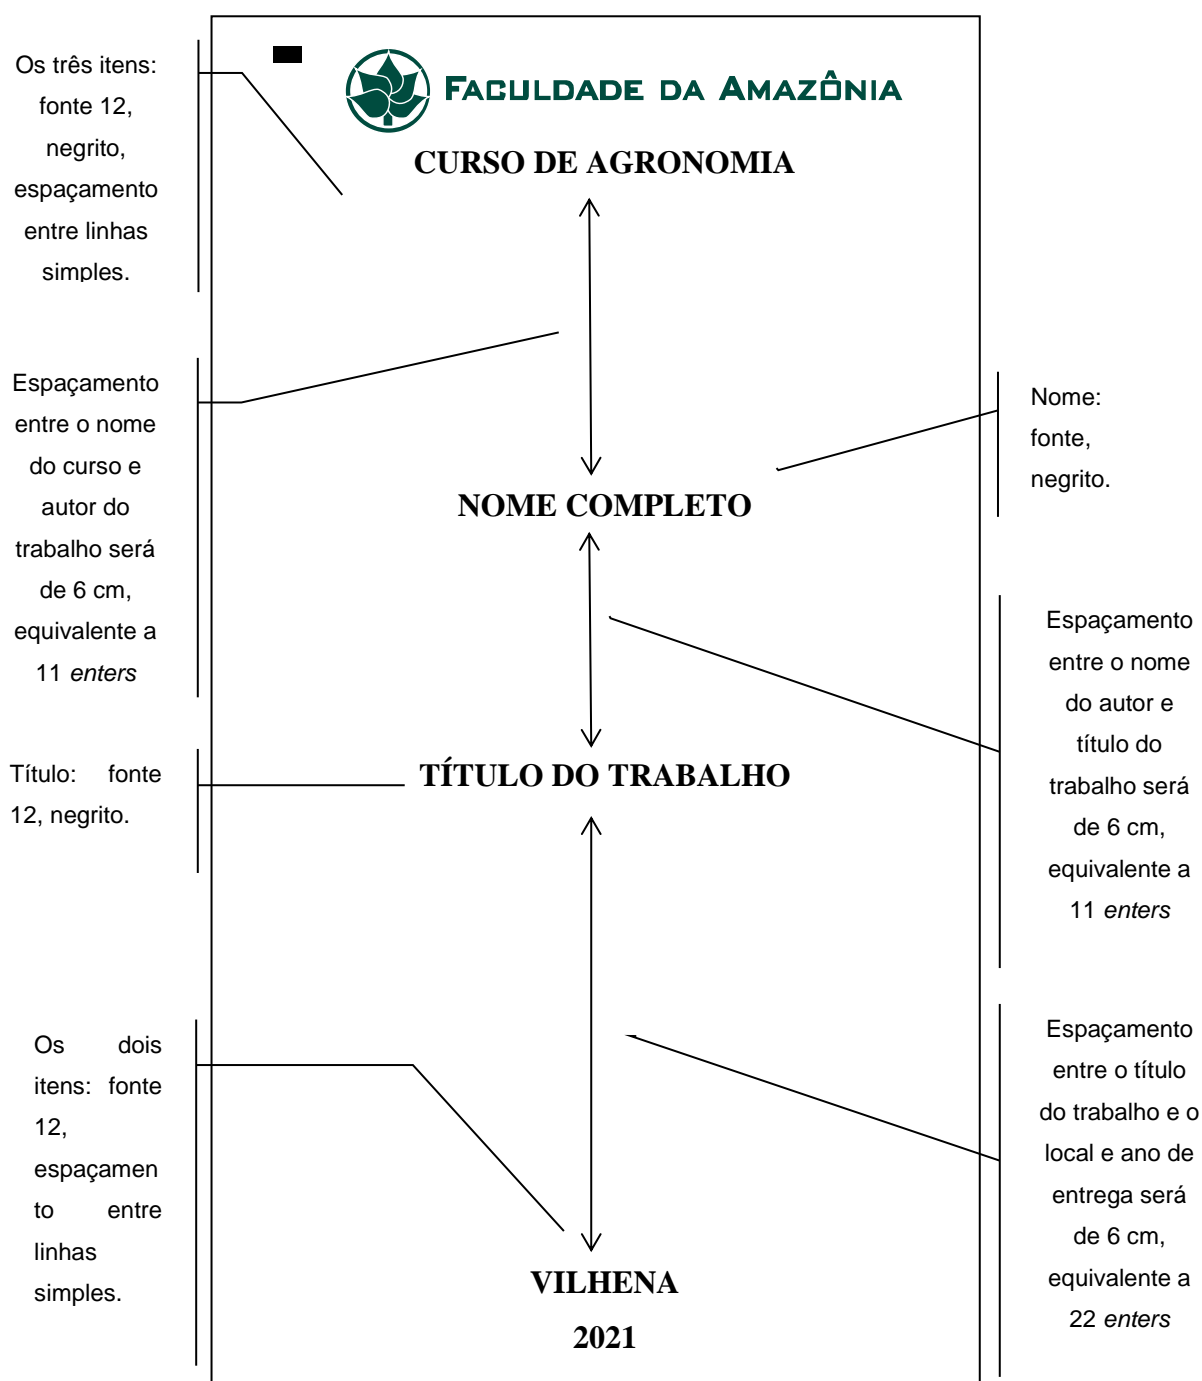 Os três itens:
fonte 12,
negrito,
espaçamento
entre linhas
simples.
FACULDADE DA AMAZÔNIA
CURSO DE AGRONOMIA
Espaçamento
entre o nome
do curso e
autor do
trabalho será
de 6 cm,
equivalente a
11 enters
Nome:
fonte,
negrito.
NOME COMPLETO
Espaçamento
entre o nome
do autor e
título do
trabalho será
de 6 cm,
equivalente a
11 enters
Título: fonte
12, negrito.
TÍTULO DO TRABALHO
Os dois
itens: fonte
12,
espaçamen
to entre
linhas
simples.
Espaçamento
entre o título
do trabalho e o
local e ano de
entrega será
de 6 cm,
equivalente a
22 enters
VILHENA
2021